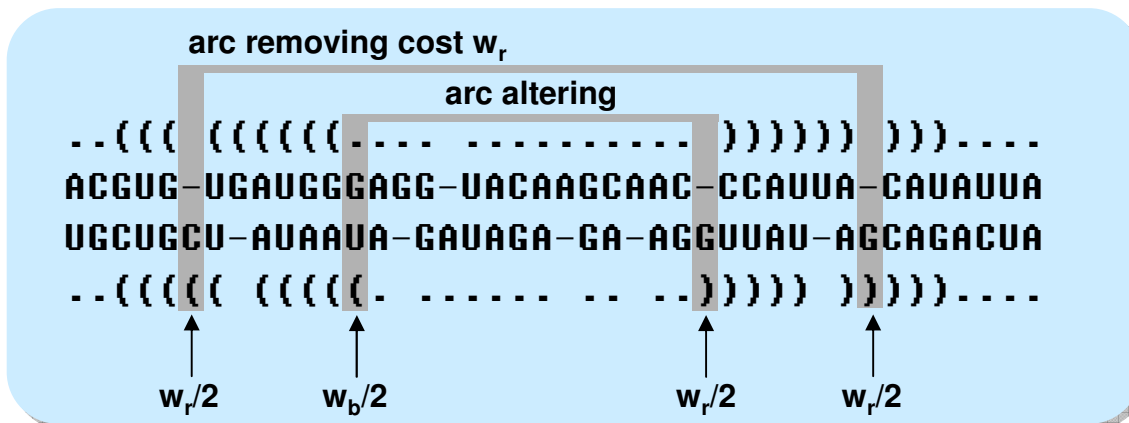 arc removing cost wr
arc altering
..((( ((((((.... .......... )))))) )))....
ACGUG-UGAUGGGAGG-UACAAGCAAC-CCAUUA-CAUAUUA
UGCUGCU-AUAAUA-GAUAGA-GA-AGGUUAU-AGCAGACUA
..((((( (((((. ...... .. ..))))) )))))....
wr/2 wb/2 wr/2 wr/2